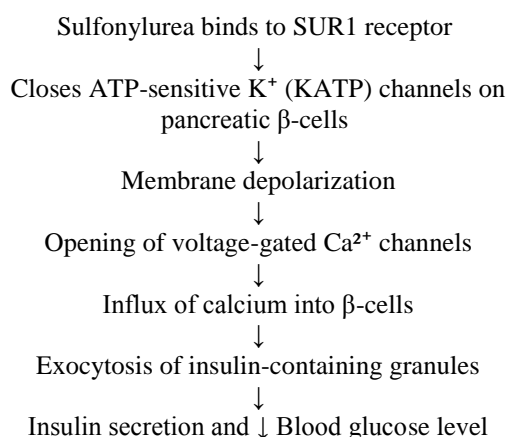 Sulfonylurea binds to SUR1 receptor
↓
Closes ATP-sensitive K⁺ (KATP) channels on
pancreatic β-cells
↓
Membrane depolarization
↓
Opening of voltage-gated Ca²⁺ channels
↓
Influx of calcium into β-cells
↓
Exocytosis of insulin-containing granules
↓
Insulin secretion and ↓ Blood glucose level